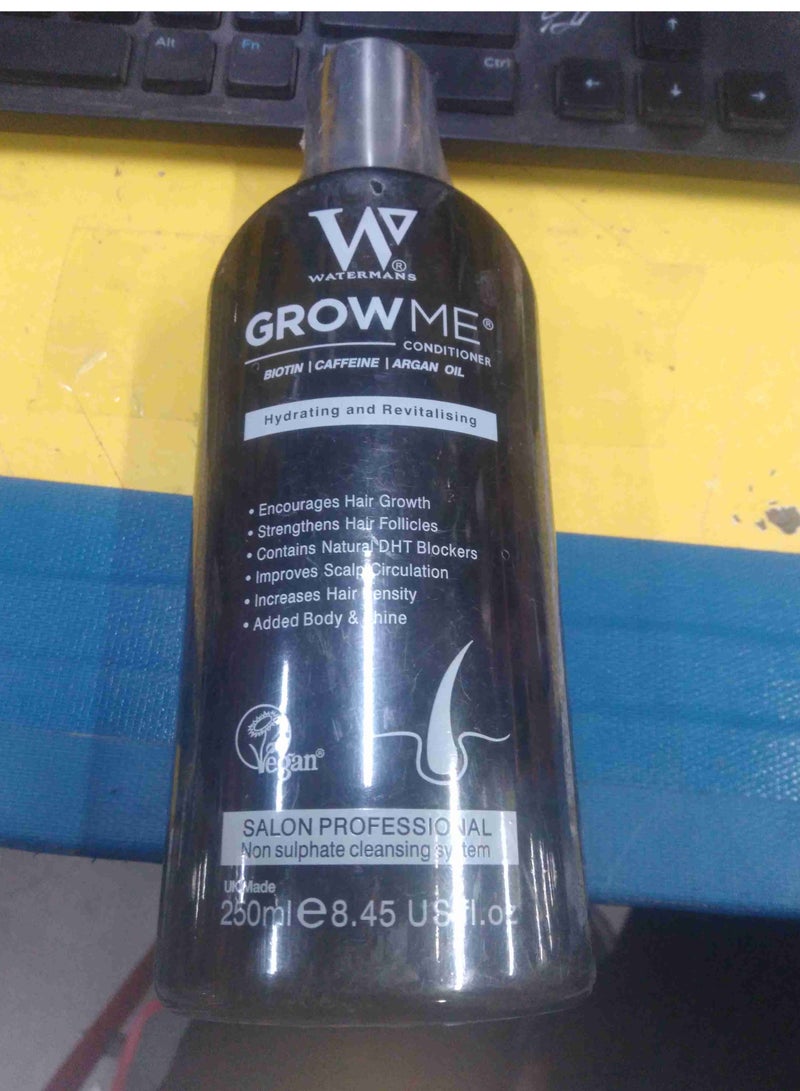 Alt
Fn
Ctrl
W
WATERMANS®
GROWME®
CONDITIONER
BIOTIN | CAFFEINE | ARGAN OIL
Hydrating and Revitalising
• Encourages Hair Growth
• Strengthens Hair Follicles
• Contains Natural DHT Blockers
• Improves Scalp Circulation
• Increases Hair Density
• Added Body & Shine
Vegan®
SALON PROFESSIONAL
Non sulphate cleansing system
UK Made
250ml e 8.45 US fl.oz